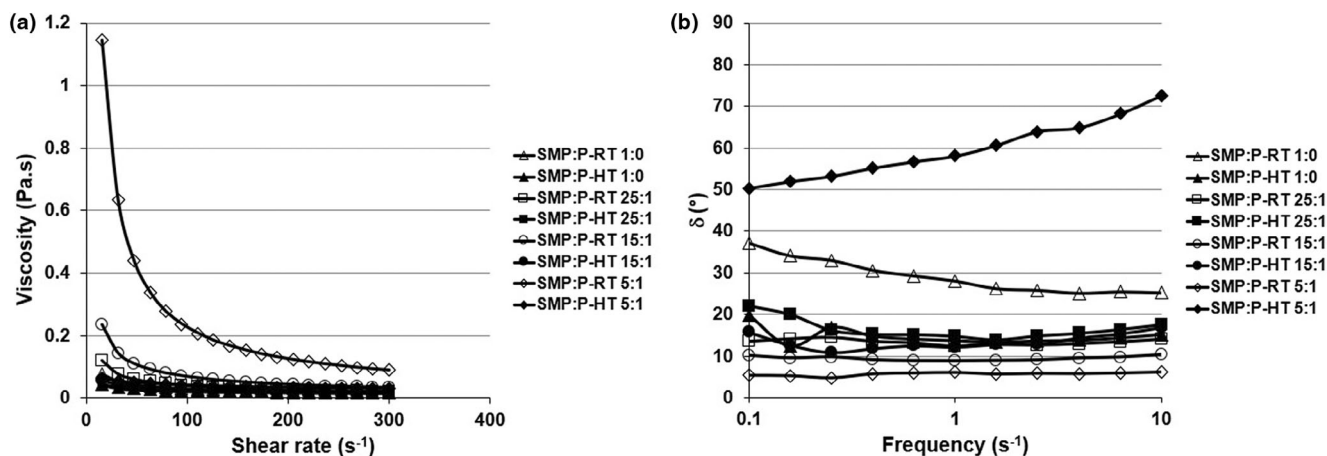 (a)
1.2
1
0.8
0.6
0.4
0.2
0
Viscosity (Pa.s)
0 100 200 300 400
Shear rate (s⁻¹)
SMP:P-RT 1:0
SMP:P-HT 1:0
SMP:P-RT 25:1
SMP:P-HT 25:1
SMP:P-RT 15:1
SMP:P-HT 15:1
SMP:P-RT 5:1
SMP:P-HT 5:1
(b)
90
80
70
60
50
40
30
20
10
0
δ (°)
0.1 1 10
Frequency (s⁻¹)
SMP:P-RT 1:0
SMP:P-HT 1:0
SMP:P-RT 25:1
SMP:P-HT 25:1
SMP:P-RT 15:1
SMP:P-HT 15:1
SMP:P-RT 5:1
SMP:P-HT 5:1